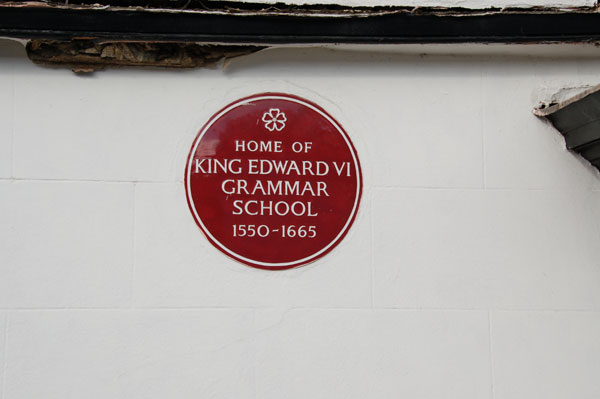 HOME OF
KING EDWARD VI
GRAMMAR
SCHOOL
1550-1665